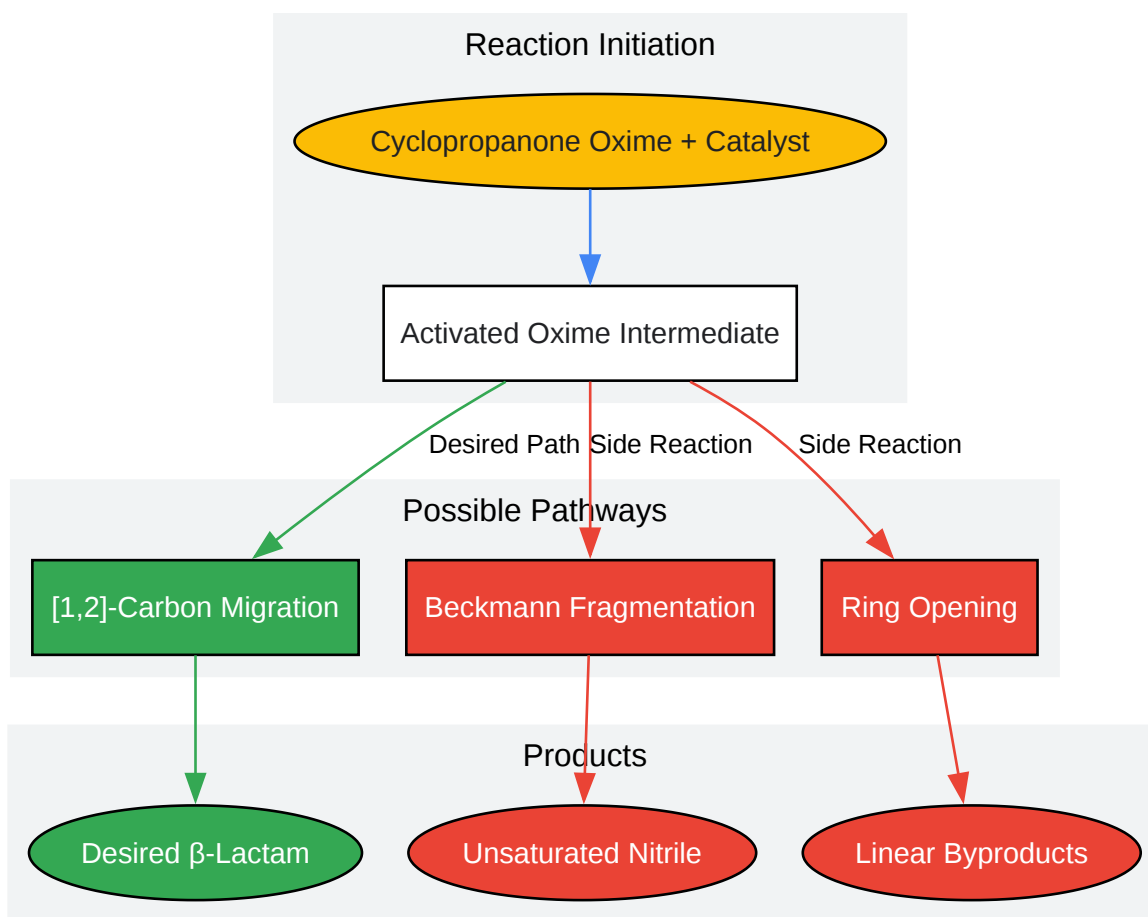 Reaction Initiation
Cyclopropanone Oxime + Catalyst
Activated Oxime Intermediate
Desired Path Side Reaction Side Reaction
Possible Pathways
[1,2]-Carbon Migration Beckmann Fragmentation Ring Opening
Products
Desired β-Lactam Unsaturated Nitrile Linear Byproducts